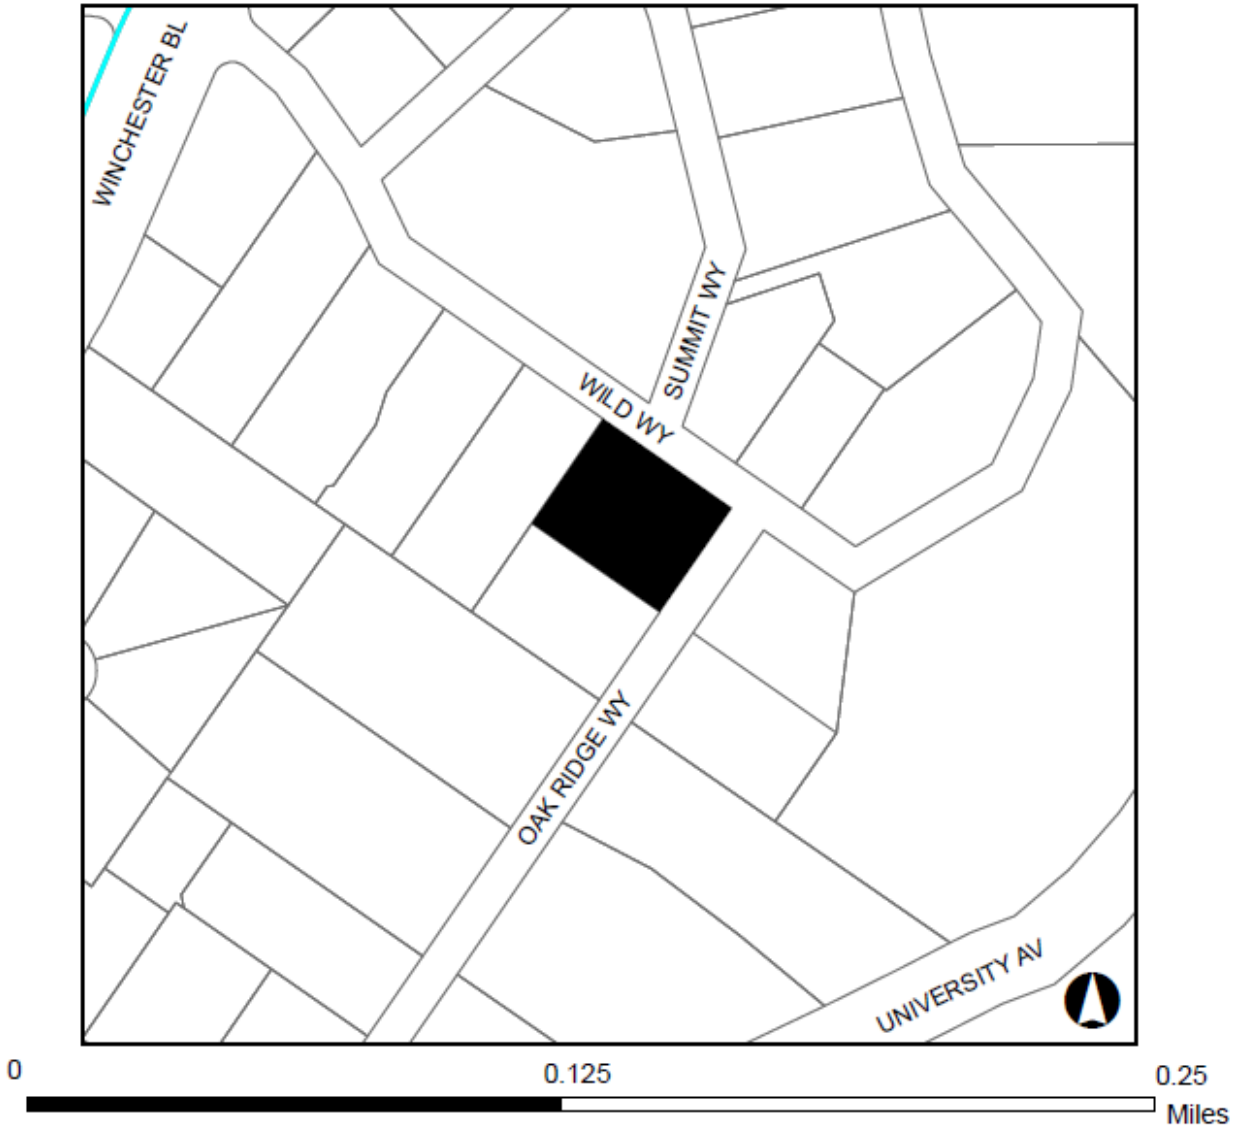 WINCHESTER BL
SUMMIT WY
WILD WY
OAK RIDGE WY
UNIVERSITY AV
0 0.125 0.25
Miles